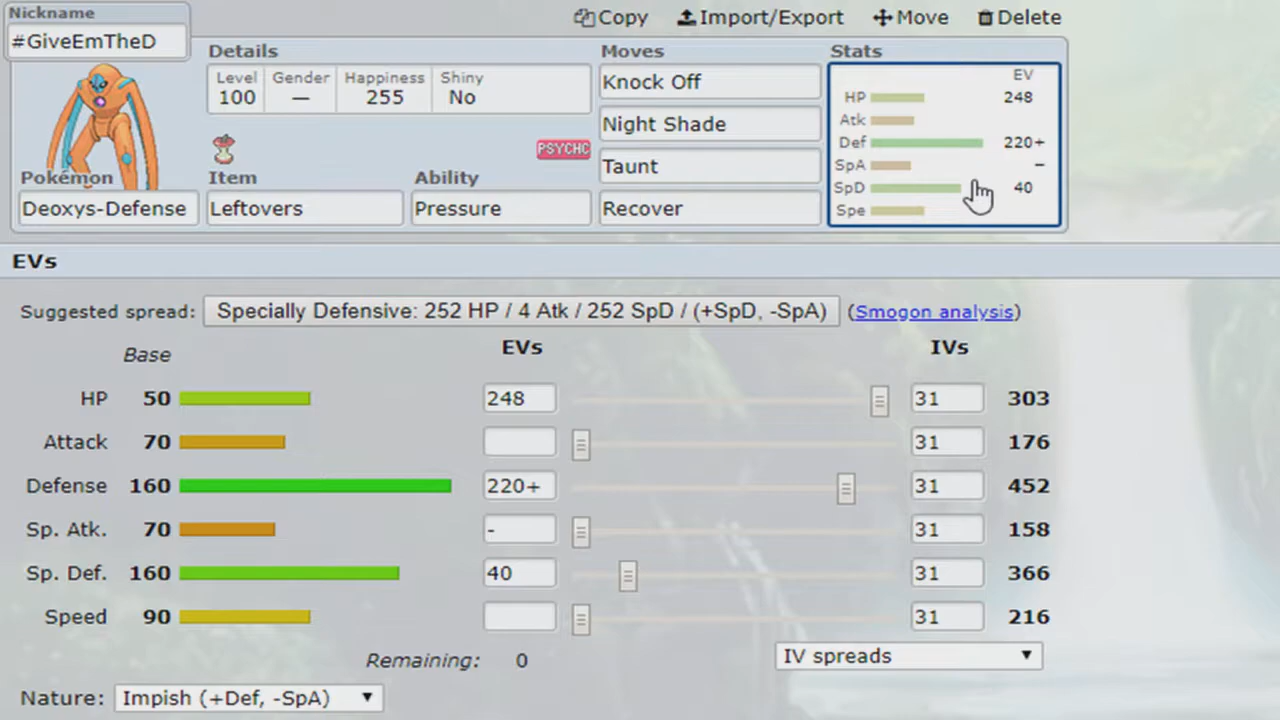 Nickname
#GiveEmTheD
Copy Import/Export Move Delete
Details
Level Gender Happiness Shiny
100 — 255 No
PSYCHC
Pokémon Item Ability
Deoxys-Defense Leftovers Pressure
Moves
Knock Off
Night Shade
Taunt
Recover
Stats
EV
HP 248
Atk
Def 220+
SpA –
SpD 40
Spe
EVs
Suggested spread: Specially Defensive: 252 HP / 4 Atk / 252 SpD / (+SpD, -SpA) (Smogon analysis)
Base EVs IVs
HP 50 248 31 303
Attack 70 31 176
Defense 160 220+ 31 452
Sp. Atk. 70 - 31 158
Sp. Def. 160 40 31 366
Speed 90 31 216
Remaining: 0 IV spreads
Nature: Impish (+Def, -SpA)